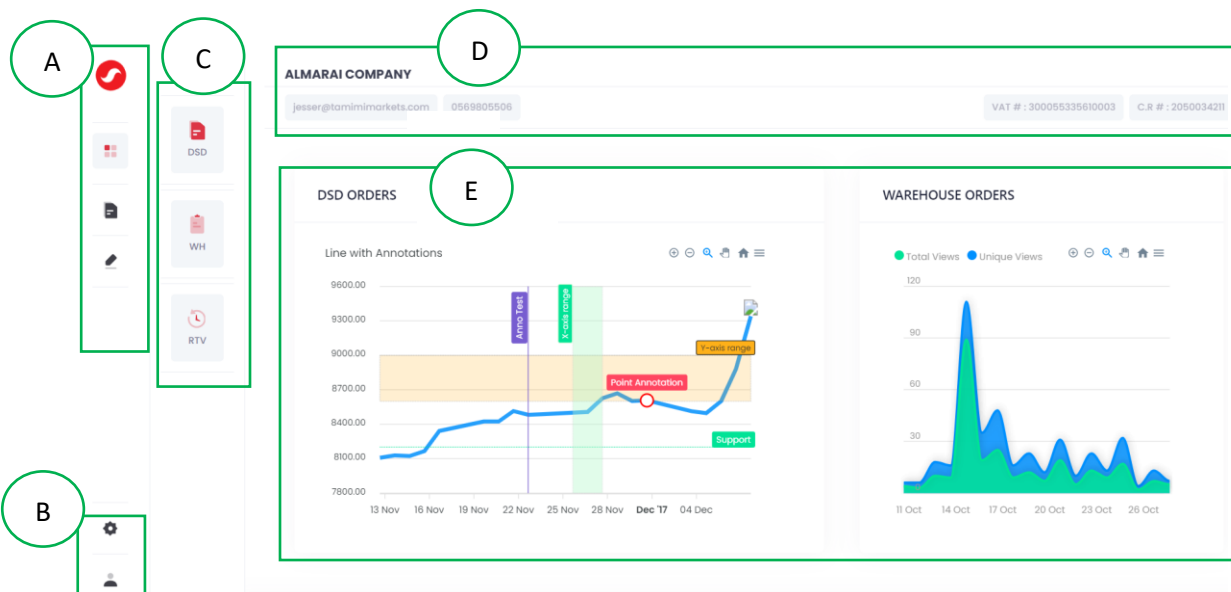 A
C
D
ALMARAI COMPANY
jesser@tamimimarkets.com 0569805506 VAT # : 300055335610003 C.R # : 2050034211
DSD
WH
RTV
B
E
DSD ORDERS
Line with Annotations
9600.00
9300.00
9000.00
8700.00
8400.00
8100.00
7800.00
Anno Test
X-axis range
Y-axis range
Point Annotation
Support
13 Nov 16 Nov 19 Nov 22 Nov 25 Nov 28 Nov Dec '17 04 Dec
WAREHOUSE ORDERS
Total Views Unique Views
120
90
60
30
11 Oct 14 Oct 17 Oct 20 Oct 23 Oct 26 Oct